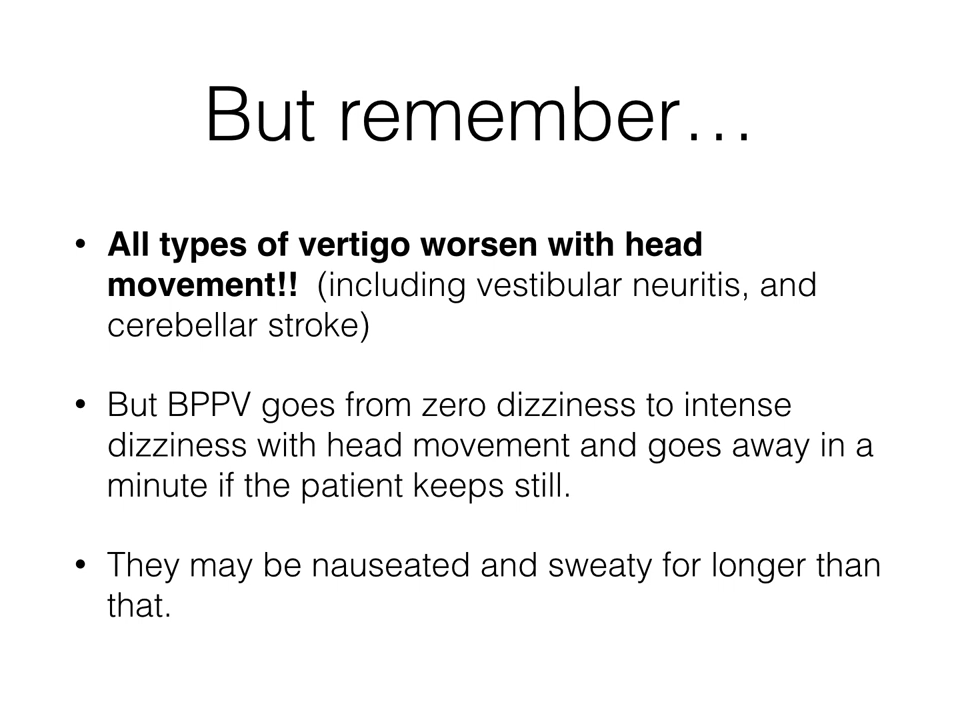 But remember…
• All types of vertigo worsen with head
movement!! (including vestibular neuritis, and
cerebellar stroke)
• But BPPV goes from zero dizziness to intense
dizziness with head movement and goes away in a
minute if the patient keeps still.
• They may be nauseated and sweaty for longer than
that.